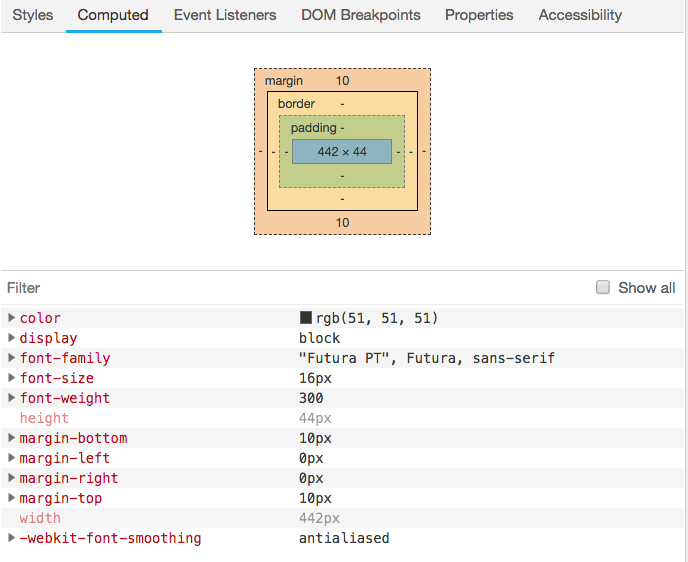 Styles Computed Event Listeners DOM Breakpoints Properties Accessibility
margin 10
border -
padding -
- - - 442 × 44 - - -
-
-
10
Filter Show all
color rgb(51, 51, 51)
display block
font-family "Futura PT", Futura, sans-serif
font-size 16px
font-weight 300
height 44px
margin-bottom 10px
margin-left 0px
margin-right 0px
margin-top 10px
width 442px
-webkit-font-smoothing antialiased